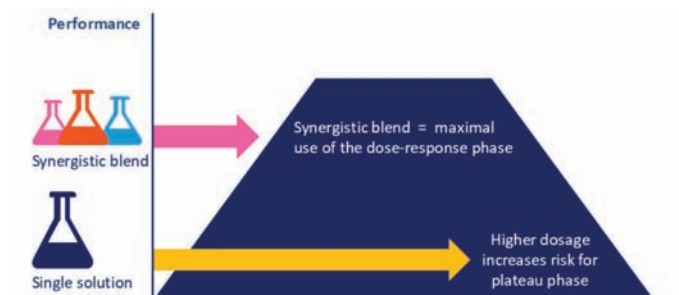 Performance
Synergistic blend
Synergistic blend = maximal
use of the dose-response phase
Single solution
Higher dosage
increases risk for
plateau phase